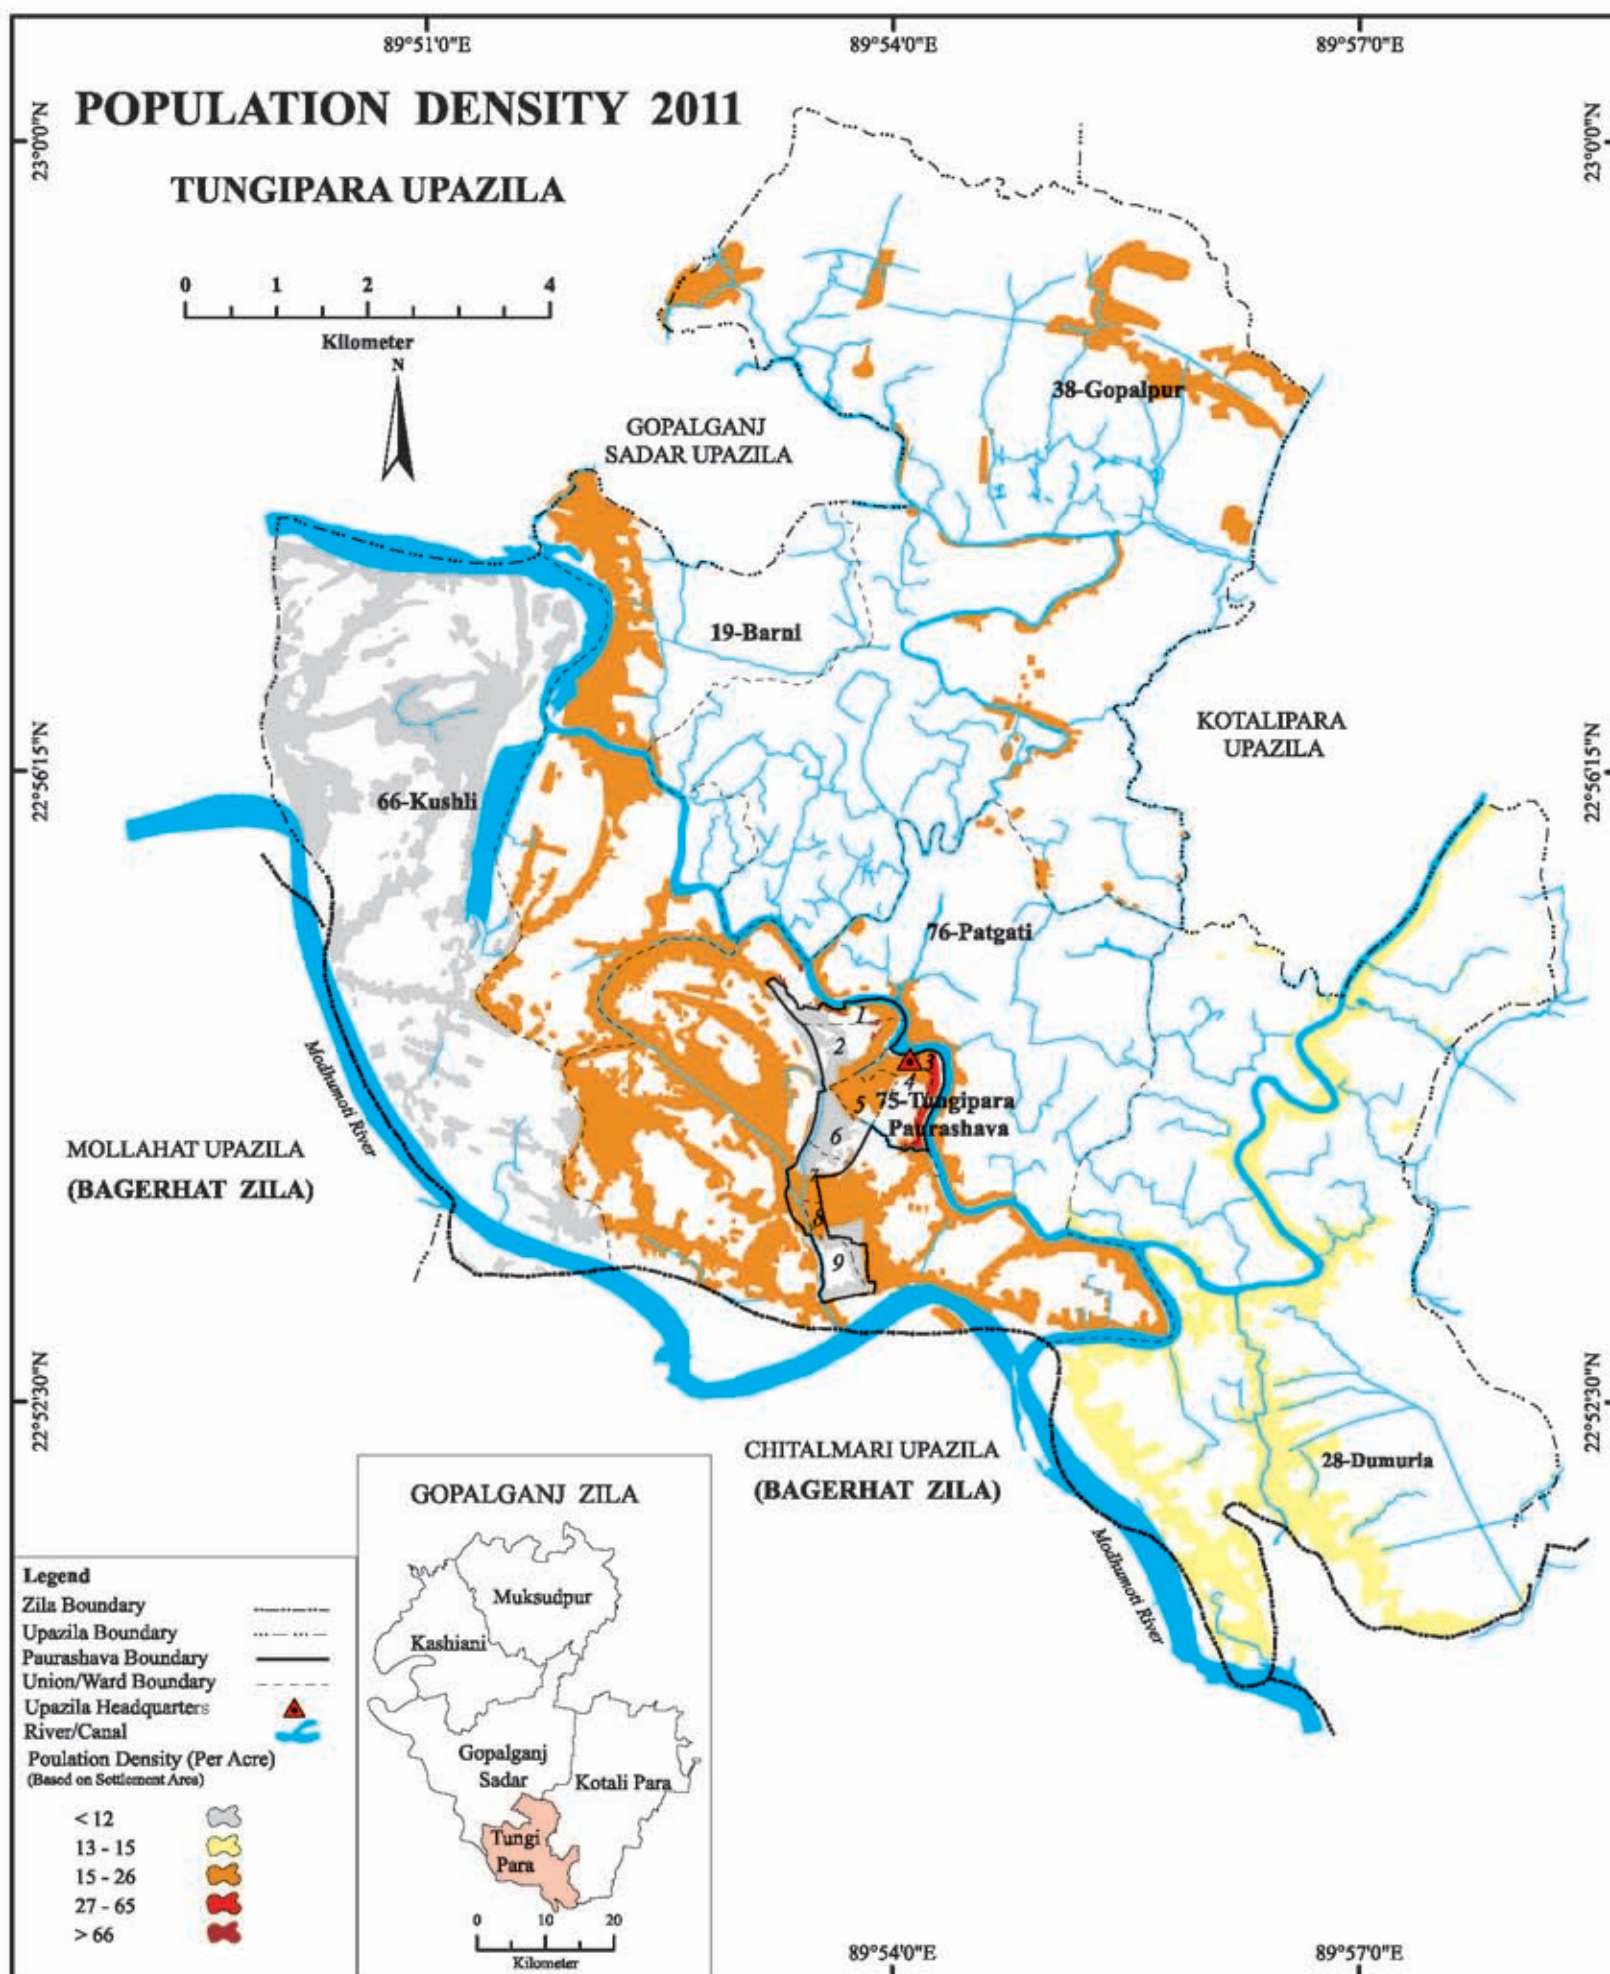 89°51'0"E
89°54'0"E
89°57'0"E
POPULATION DENSITY 2011
TUNGIPARA UPAZILA
23°0'0"N
23°0'0"N
0 1 2 4
Kilometer
N
38-Gopalpur
GOPALGANJ
SADAR UPAZILA
19-Barni
KOTALIPARA
UPAZILA
22°56'15"N
22°56'15"N
66-Kushli
76-Patgati
1
2
3
4
5
75-Tungipara
Paurashava
6
7
8
9
Modhumoti River
MOLLAHAT UPAZILA
(BAGERHAT ZILA)
22°52'30"N
22°52'30"N
CHITALMARI UPAZILA
(BAGERHAT ZILA)
28-Dumuria
Modhumoti River
GOPALGANJ ZILA
Muksudpur
Kashiani
Gopalganj
Sadar
Kotali Para
Tungi
Para
0 10 20
Kilometer
Legend
Zila Boundary
Upazila Boundary
Paurashava Boundary
Union/Ward Boundary
Upazila Headquarters
River/Canal
Poulation Density (Per Acre)
(Based on Settlement Area)
< 12
13 - 15
15 - 26
27 - 65
> 66
89°54'0"E
89°57'0"E